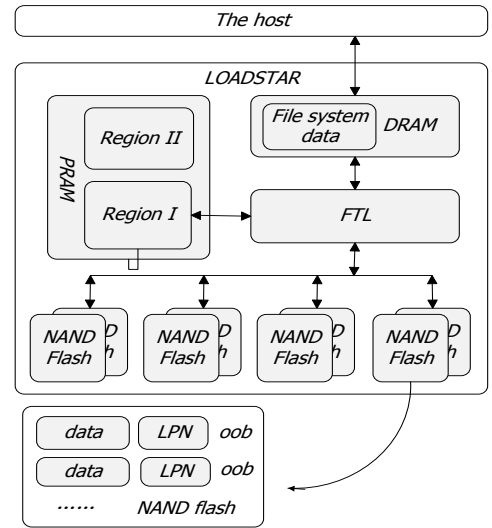 The host
LOADSTAR
PRAM
Region II
Region I
File system
data
DRAM
FTL
NAND
Flash
D
h
NAND
Flash
D
h
NAND
Flash
D
h
NAND
Flash
D
h
data LPN oob
data LPN oob
...... NAND flash